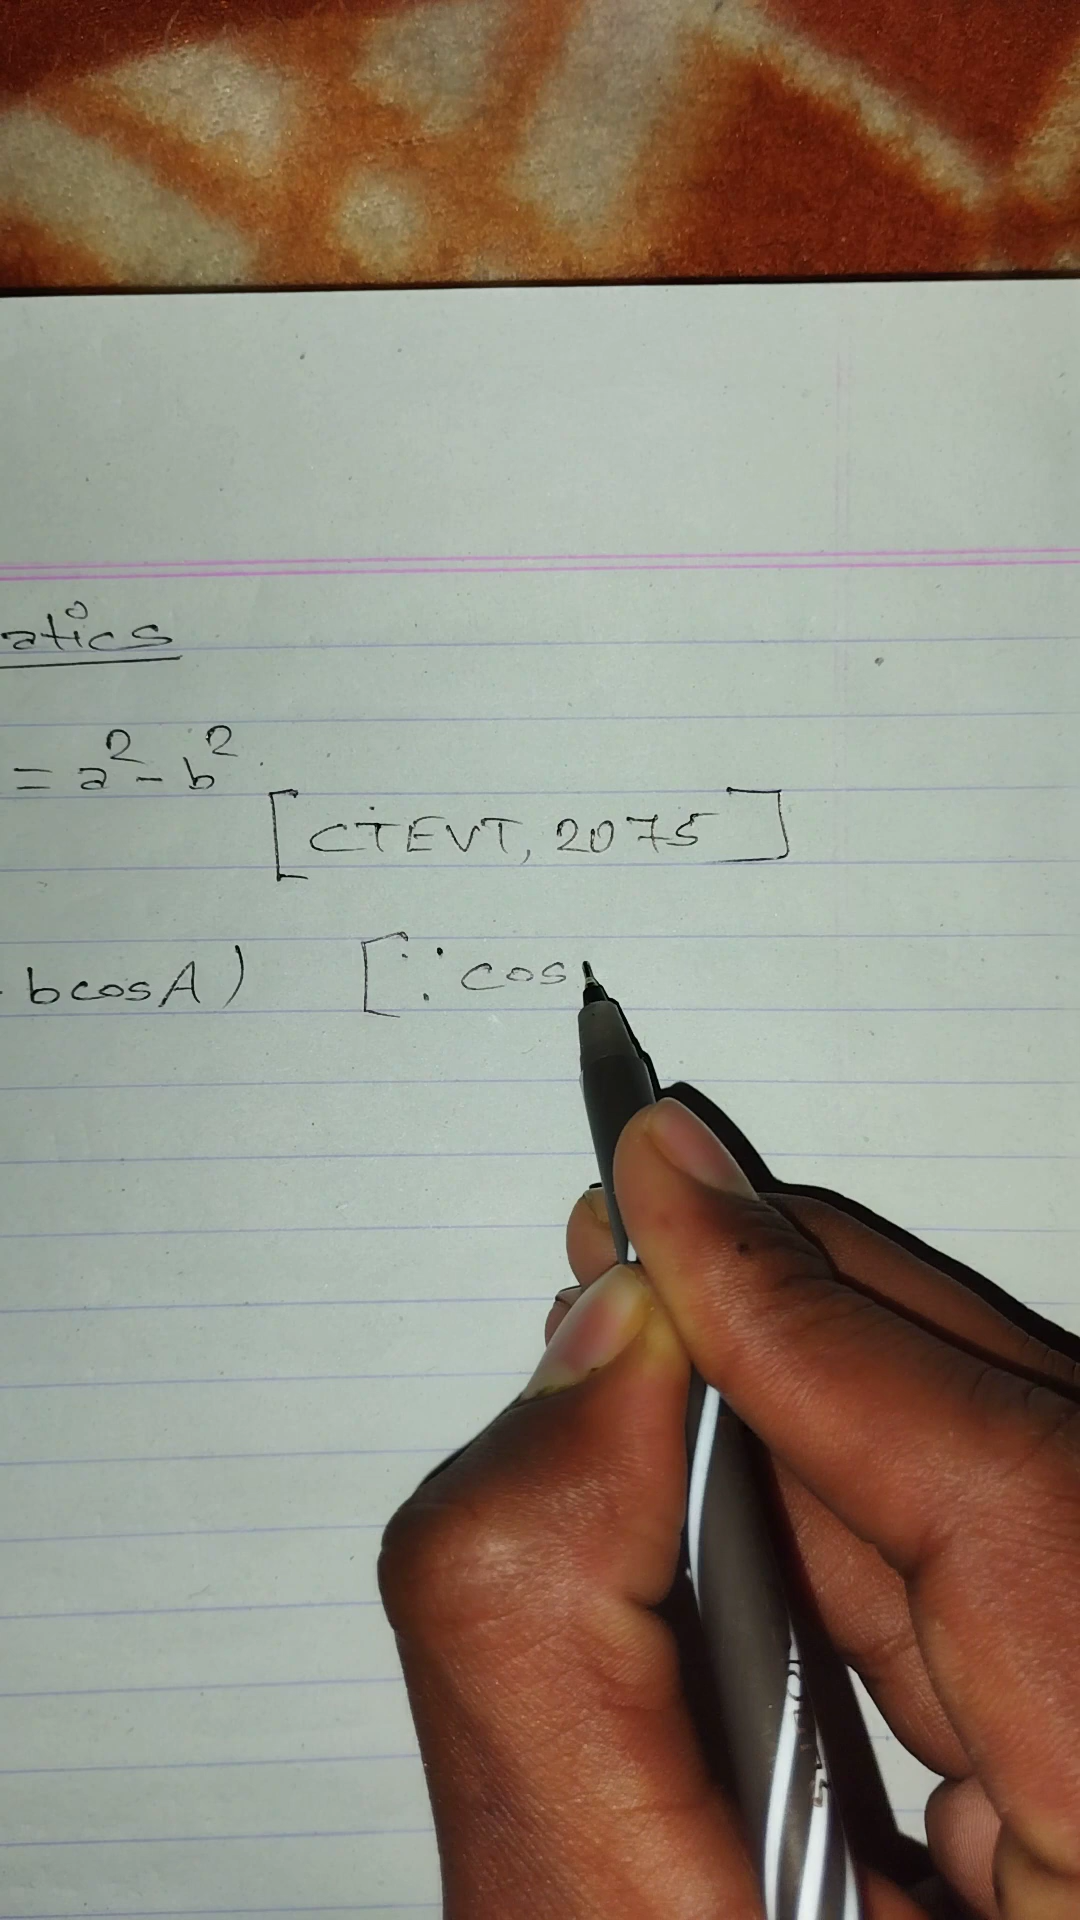 atics
= a² - b²
[CTEVT, 2075]
bcosA) [∵ cos